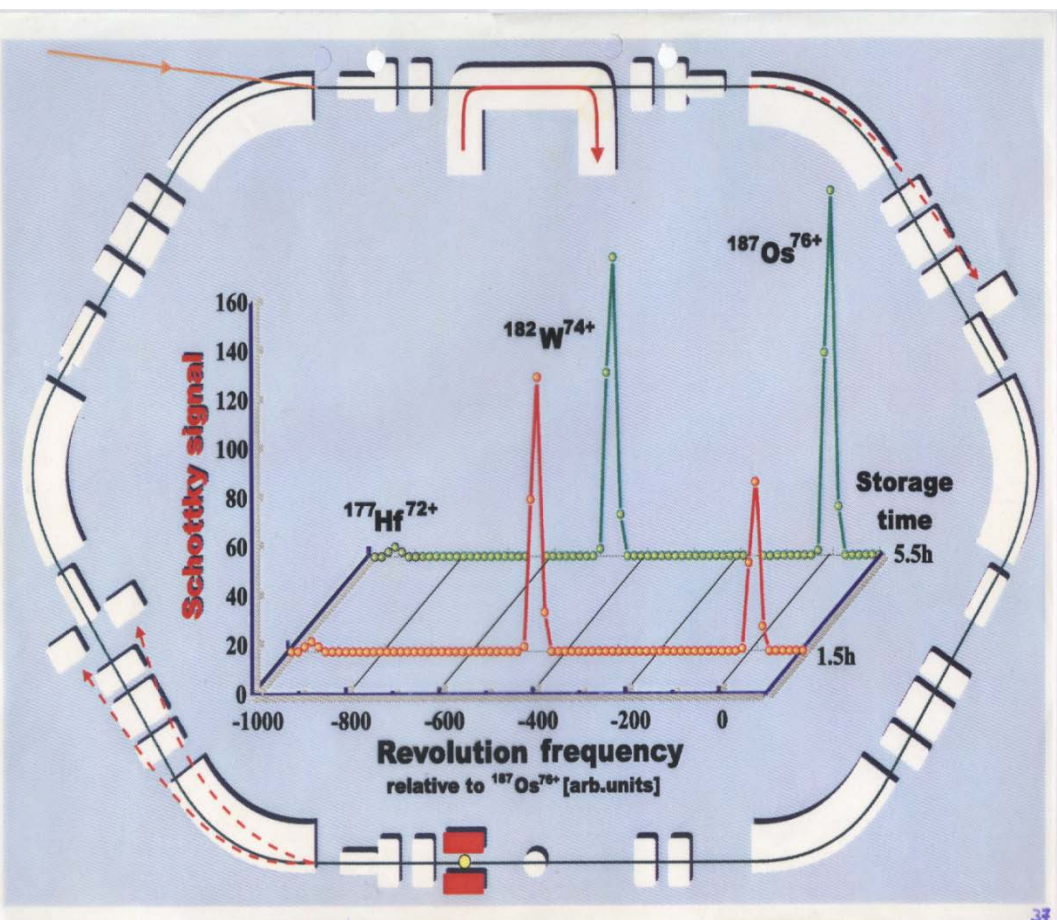 187Os76+
182W74+
160
140
120
100
80
60
40
20
0
Schottky signal
177Hf72+
Storage
time
5.5h
1.5h
-1000 -800 -600 -400 -200 0
Revolution frequency
relative to 187Os76+ [arb.units]